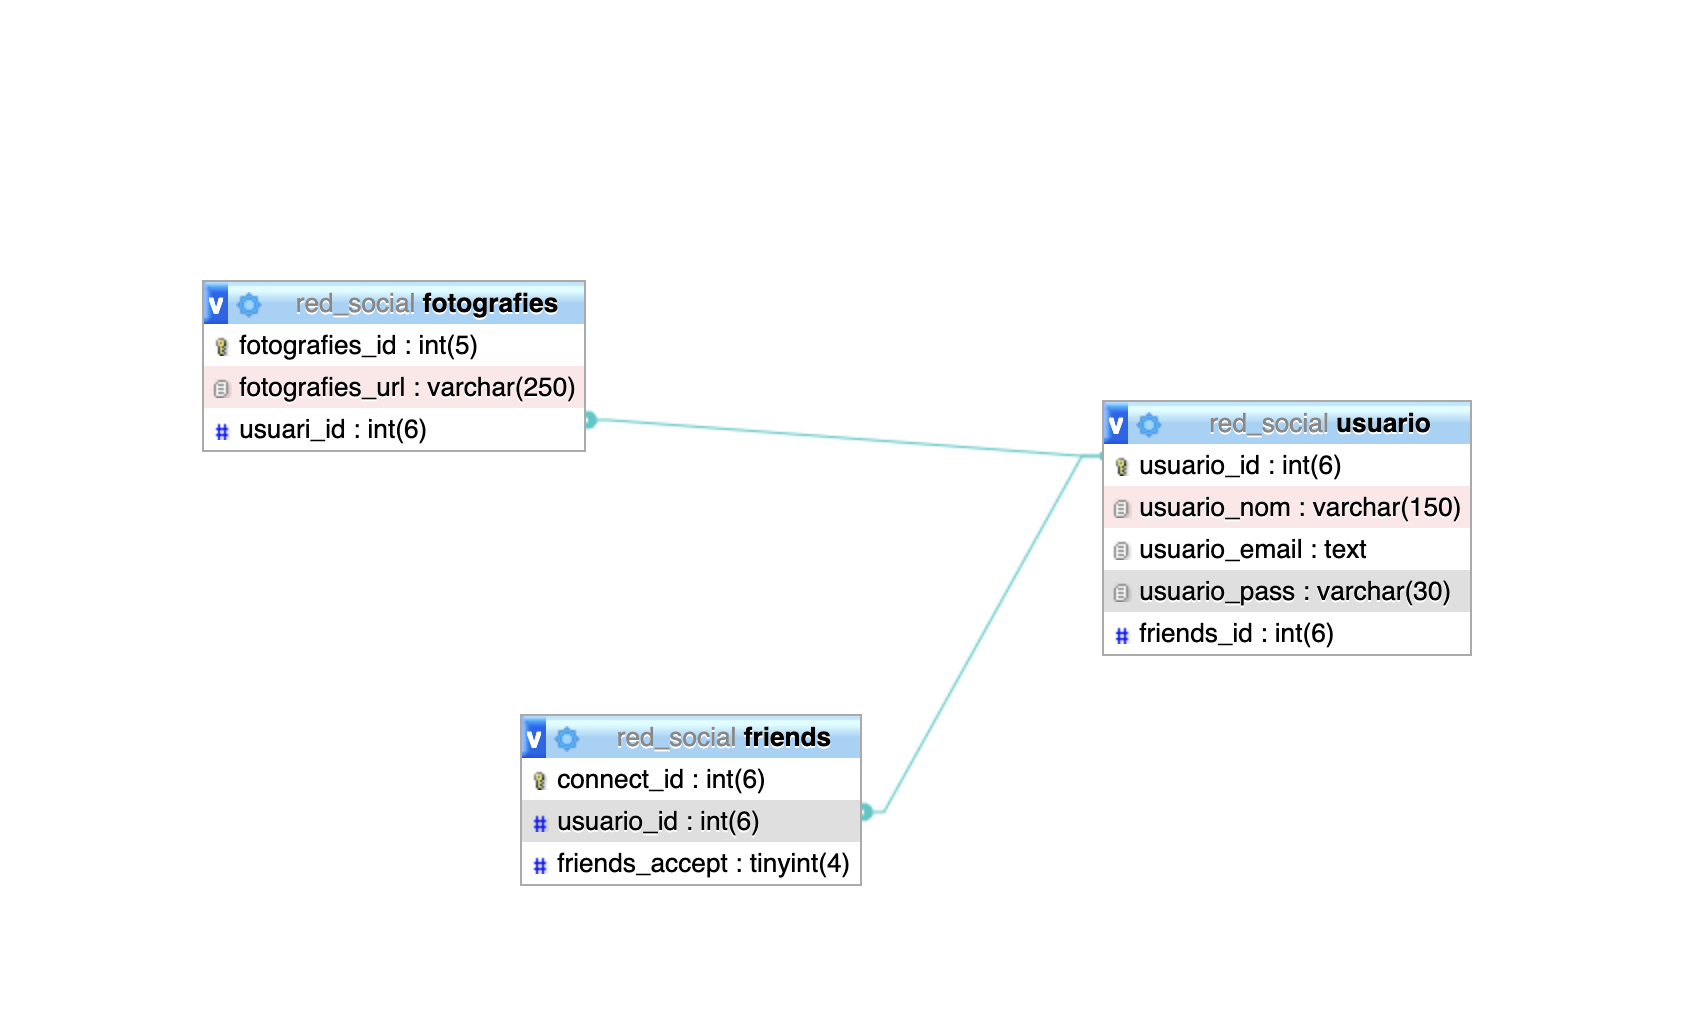 v red_social fotografies
fotografies_id : int(5)
fotografies_url : varchar(250)
# usuari_id : int(6)
v red_social usuario
usuario_id : int(6)
usuario_nom : varchar(150)
usuario_email : text
usuario_pass : varchar(30)
# friends_id : int(6)
v red_social friends
connect_id : int(6)
# usuario_id : int(6)
# friends_accept : tinyint(4)